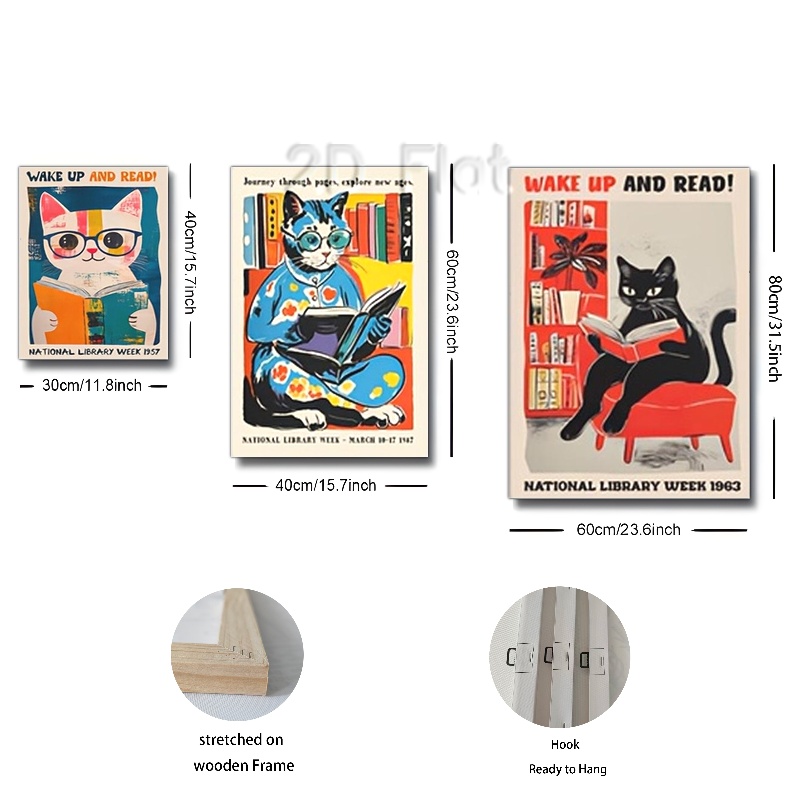 2D Flat
WAKE UP AND READ!
NATIONAL LIBRARY WEEK 1957
40cm/15.7inch
30cm/11.8inch
Journey through pages, explore new ages.
NATIONAL LIBRARY WEEK - MARCH 10-17 1987
60cm/23.6inch
40cm/15.7inch
WAKE UP AND READ!
NATIONAL LIBRARY WEEK 1963
80cm/31.5inch
60cm/23.6inch
stretched on
wooden Frame
Hook
Ready to Hang